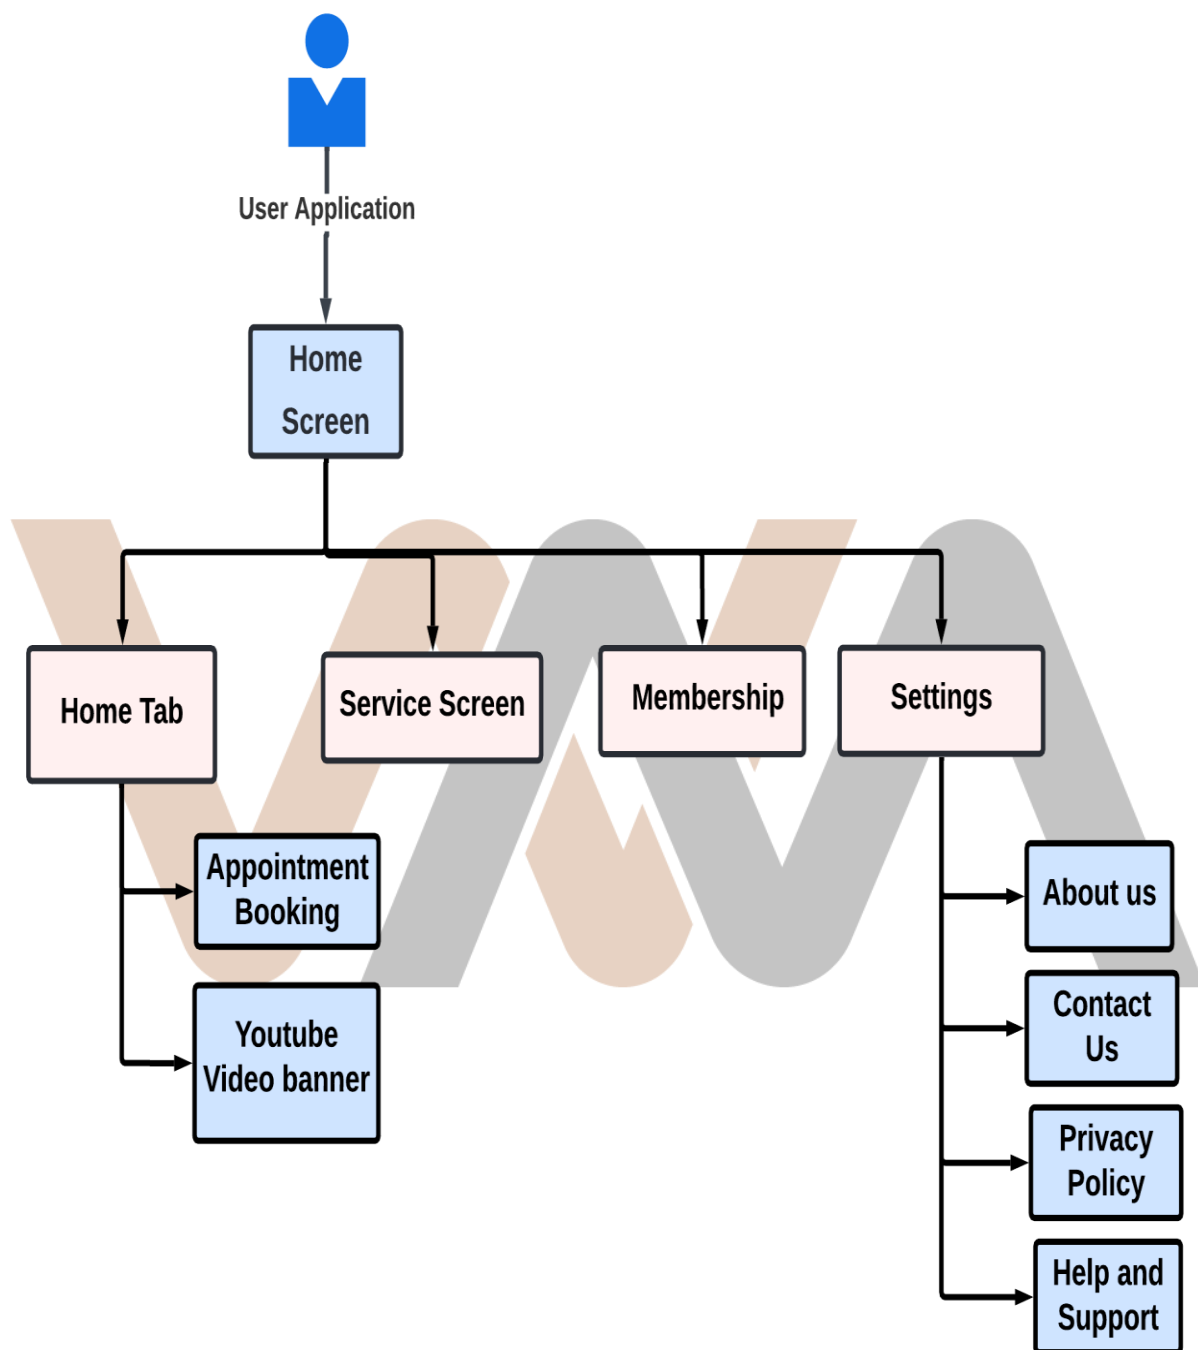 User Application
Home
Screen
Home Tab
Service Screen
Membership
Settings
Appointment
Booking
Youtube
Video banner
About us
Contact
Us
Privacy
Policy
Help and
Support